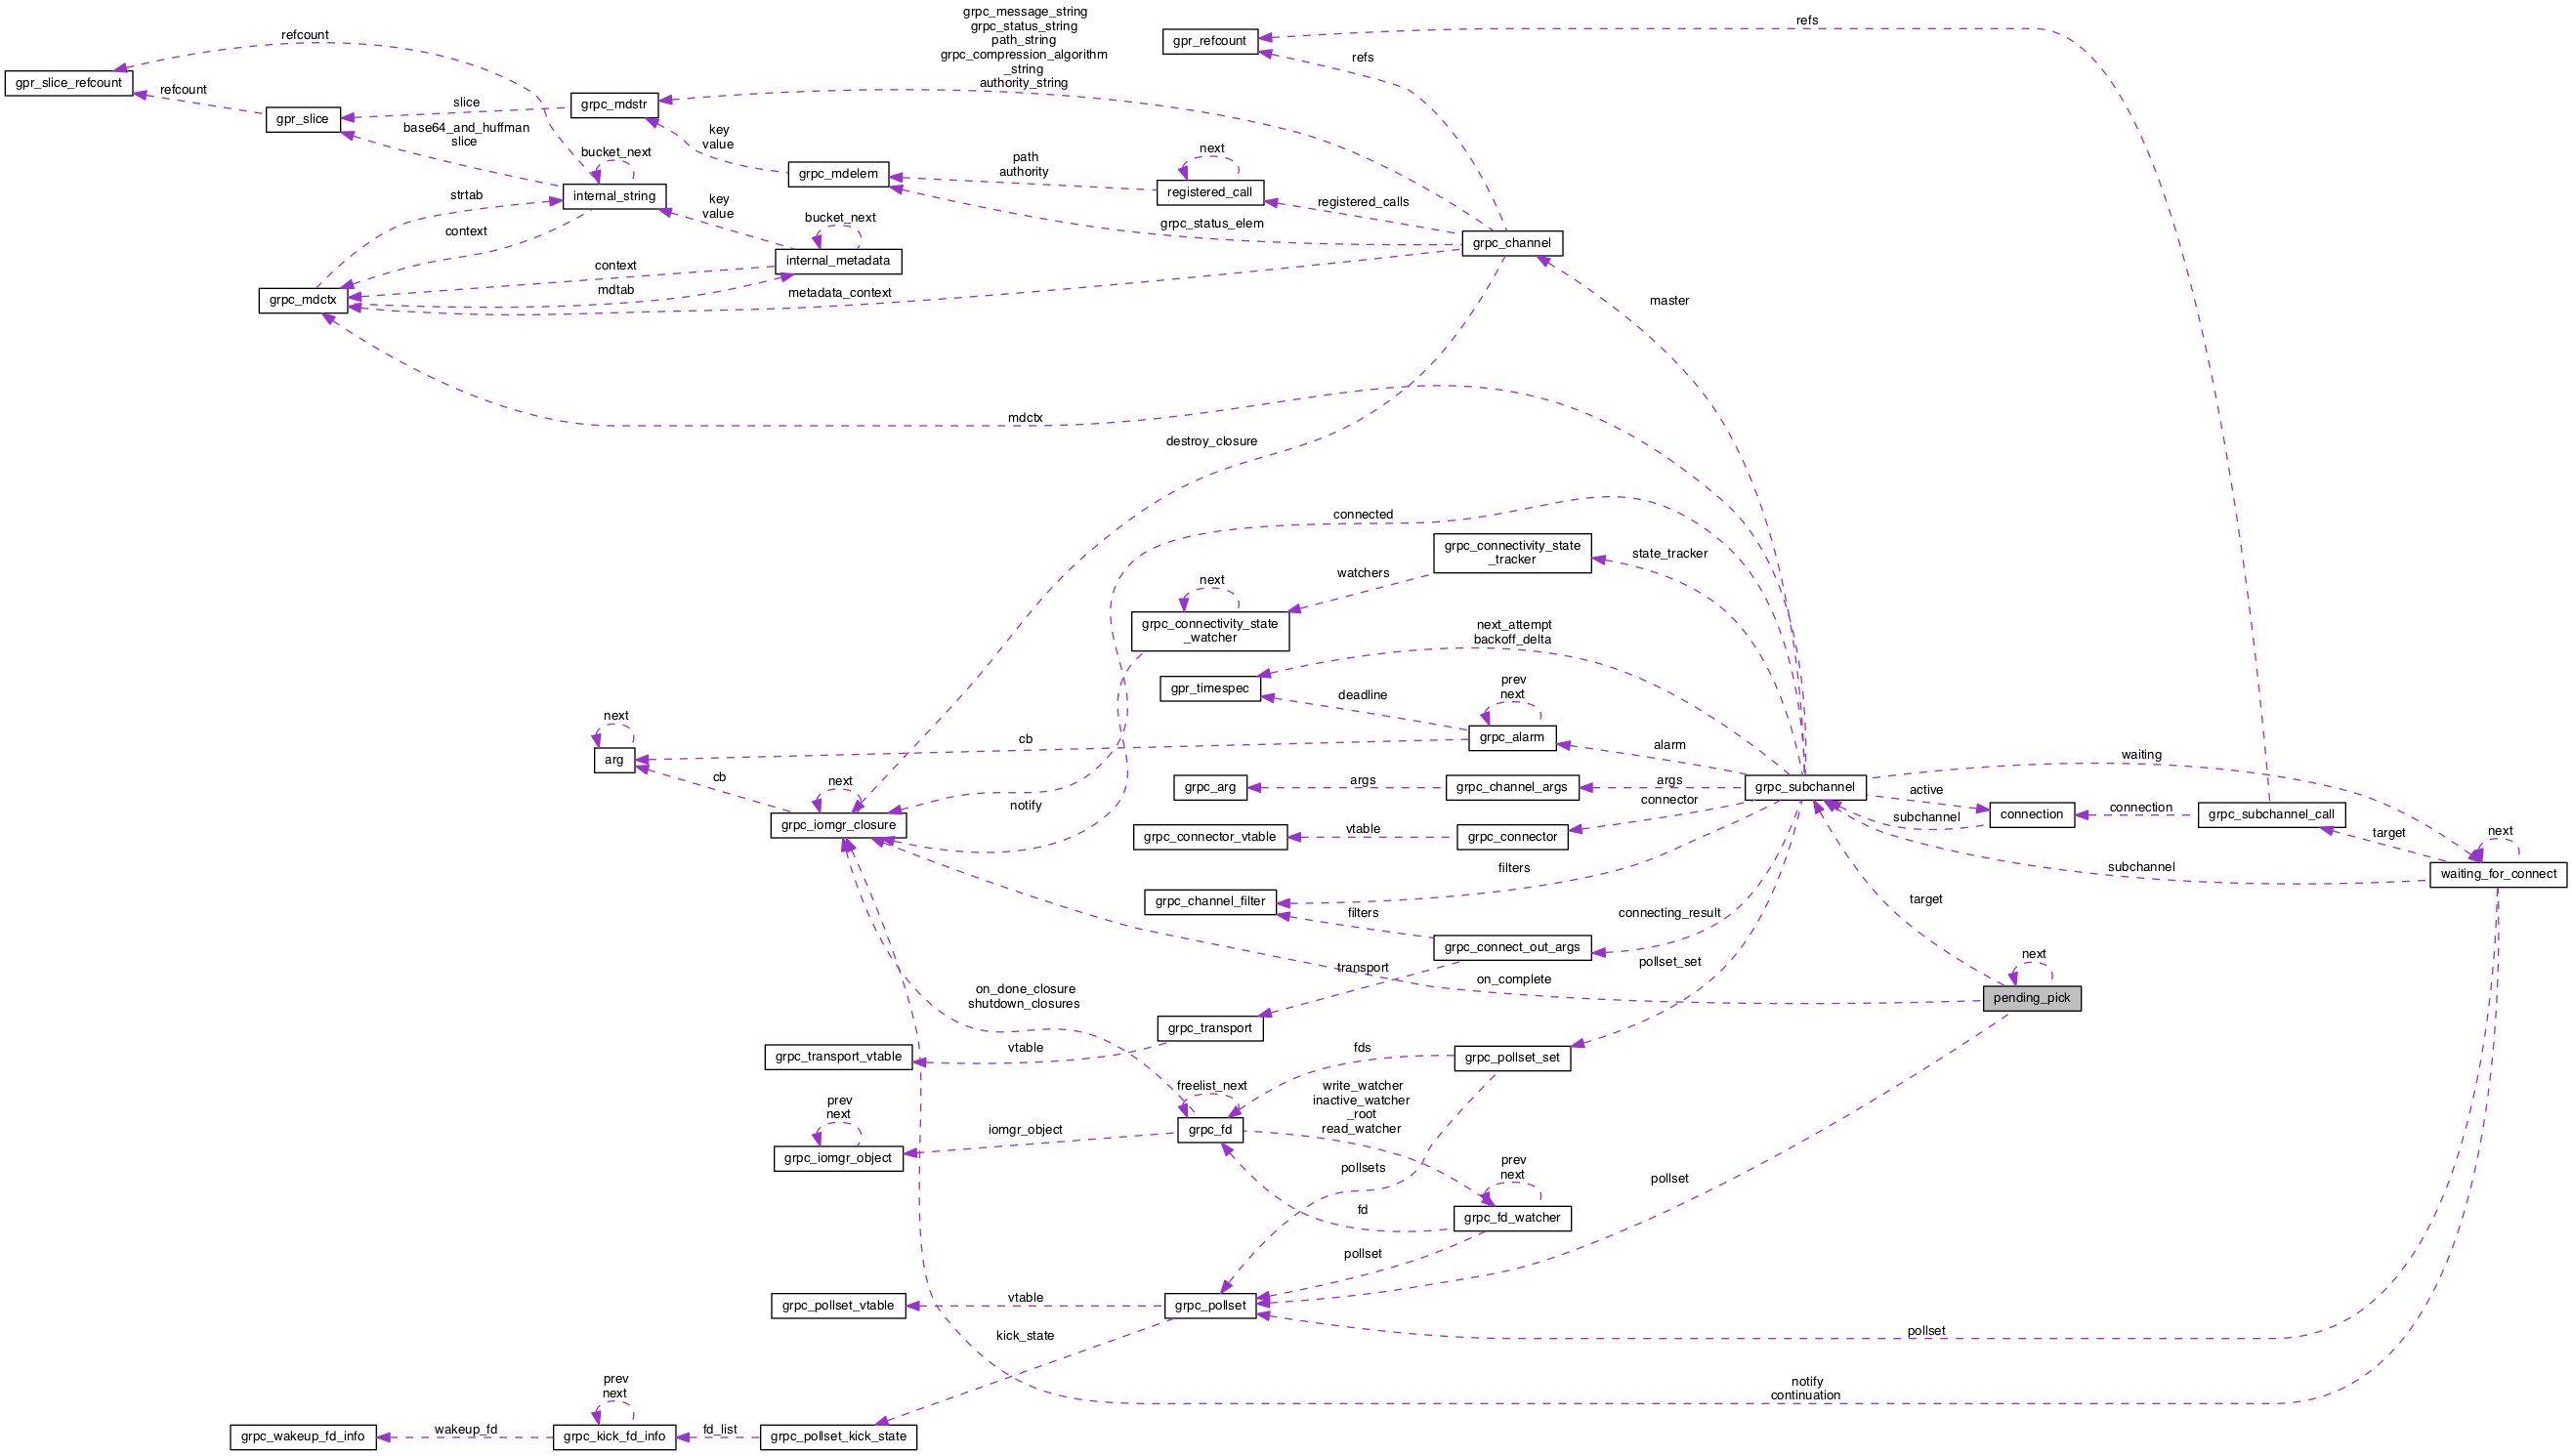 grpc_message_string
grpc_status_string
path_string
grpc_compression_algorithm
_string
authority_string
refs
refcount
gpr_refcount
refs
gpr_slice_refcount
refcount
slice
grpc_mdstr
gpr_slice
base64_and_huffman
slice
key
value
bucket_next
next
path
authority
grpc_mdelem
registered_call
internal_string
strtab
key
value
registered_calls
bucket_next
grpc_status_elem
context
grpc_channel
internal_metadata
context
mdtab
metadata_context
grpc_mdctx
master
mdctx
destroy_closure
connected
grpc_connectivity_state
_tracker
state_tracker
watchers
next
grpc_connectivity_state
_watcher
next_attempt
backoff_delta
gpr_timespec
deadline
prev
next
next
cb
grpc_alarm
alarm
waiting
arg
cb
next
grpc_arg
args
grpc_channel_args
args
grpc_subchannel
active
notify
connector
connection
grpc_subchannel_call
connection
subchannel
grpc_iomgr_closure
grpc_connector_vtable
vtable
grpc_connector
target
next
filters
subchannel
waiting_for_connect
grpc_channel_filter
filters
connecting_result
target
grpc_connect_out_args
transport
pollset_set
next
on_complete
on_done_closure
shutdown_closures
pending_pick
grpc_transport
grpc_transport_vtable
vtable
fds
grpc_pollset_set
freelist_next
write_watcher
inactive_watcher
_root
read_watcher
prev
next
iomgr_object
grpc_fd
grpc_iomgr_object
pollsets
prev
next
pollset
fd
grpc_fd_watcher
pollset
grpc_pollset_vtable
vtable
grpc_pollset
kick_state
pollset
notify
continuation
prev
next
grpc_wakeup_fd_info
wakeup_fd
grpc_kick_fd_info
fd_list
grpc_pollset_kick_state